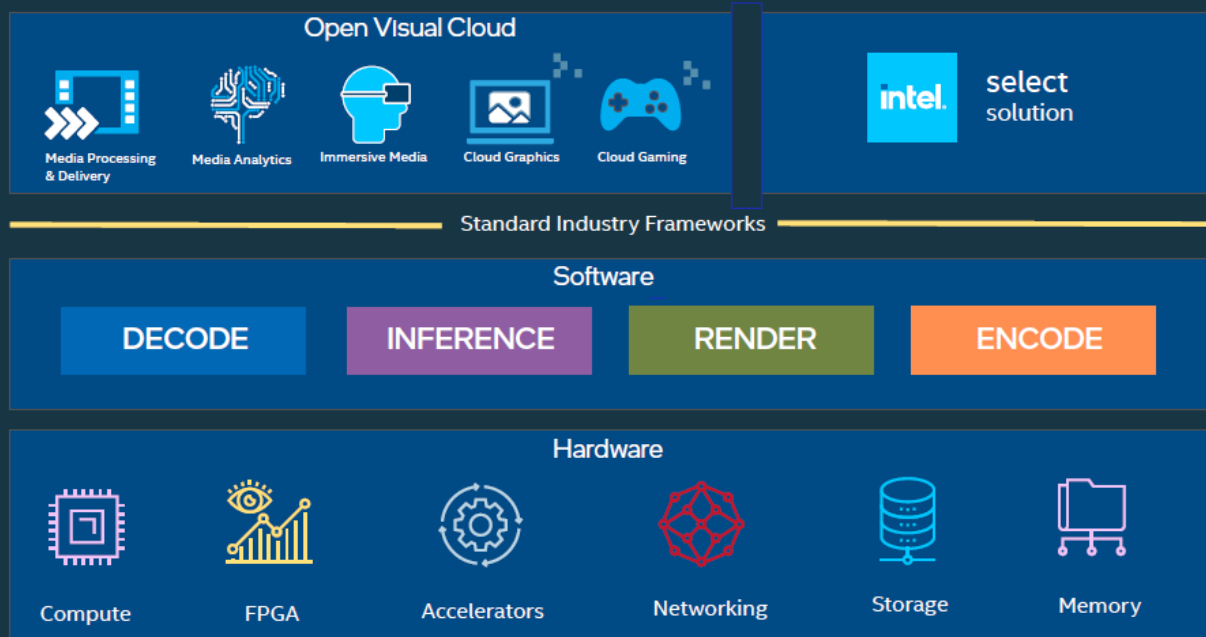 Open Visual Cloud
Media Processing
& Delivery
Media Analytics
Immersive Media
Cloud Graphics
Cloud Gaming
intel.
select
solution
Standard Industry Frameworks
Software
DECODE
INFERENCE
RENDER
ENCODE
Hardware
Compute
FPGA
Accelerators
Networking
Storage
Memory